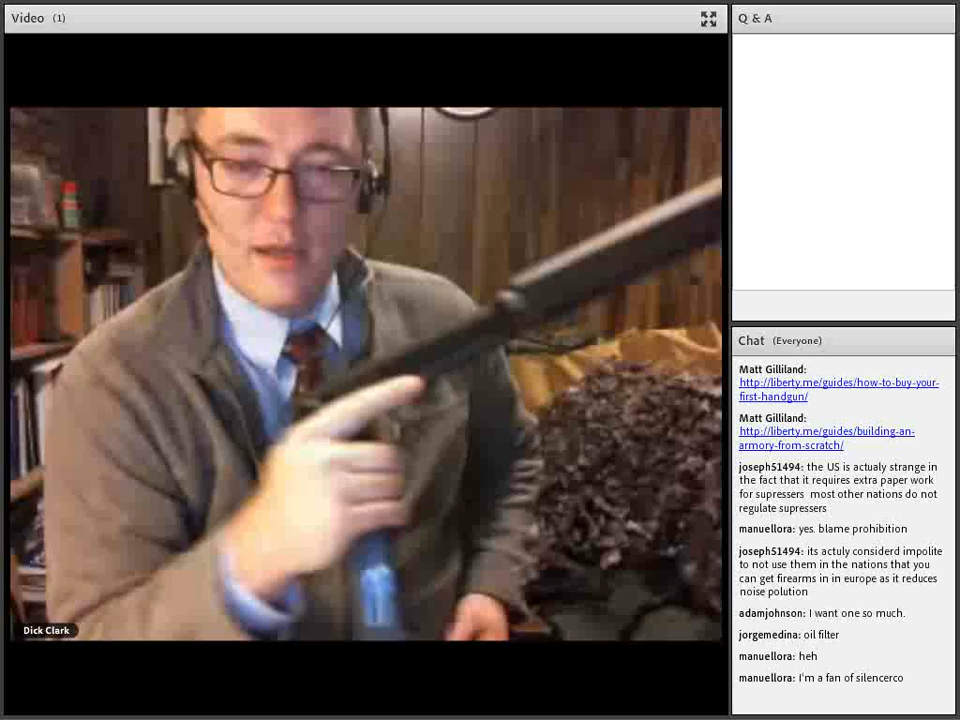 Video (1)
Q & A
Dick Clark
Chat (Everyone)
Matt Gilliland:
http://liberty.me/guides/how-to-buy-your-
first-handgun/
Matt Gilliland:
http://liberty.me/guides/building-an-
armory-from-scratch/
joseph51494: the US is actualy strange in
the fact that it requires extra paper work
for supressers most other nations do not
regulate supressers
manuellora: yes. blame prohibition
joseph51494: its actuly considerd impolite
to not use them in the nations that you
can get firearms in in europe as it reduces
noise polution
adamjohnson: I want one so much.
jorgemedina: oil filter
manuellora: heh
manuellora: I'm a fan of silencerco